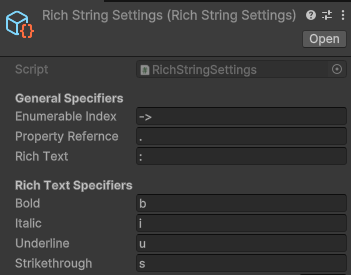 Rich String Settings (Rich String Settings)
Open
Script RichStringSettings
General Specifiers
Enumerable Index ->
Property Refernce .
Rich Text :
Rich Text Specifiers
Bold b
Italic i
Underline u
Strikethrough s